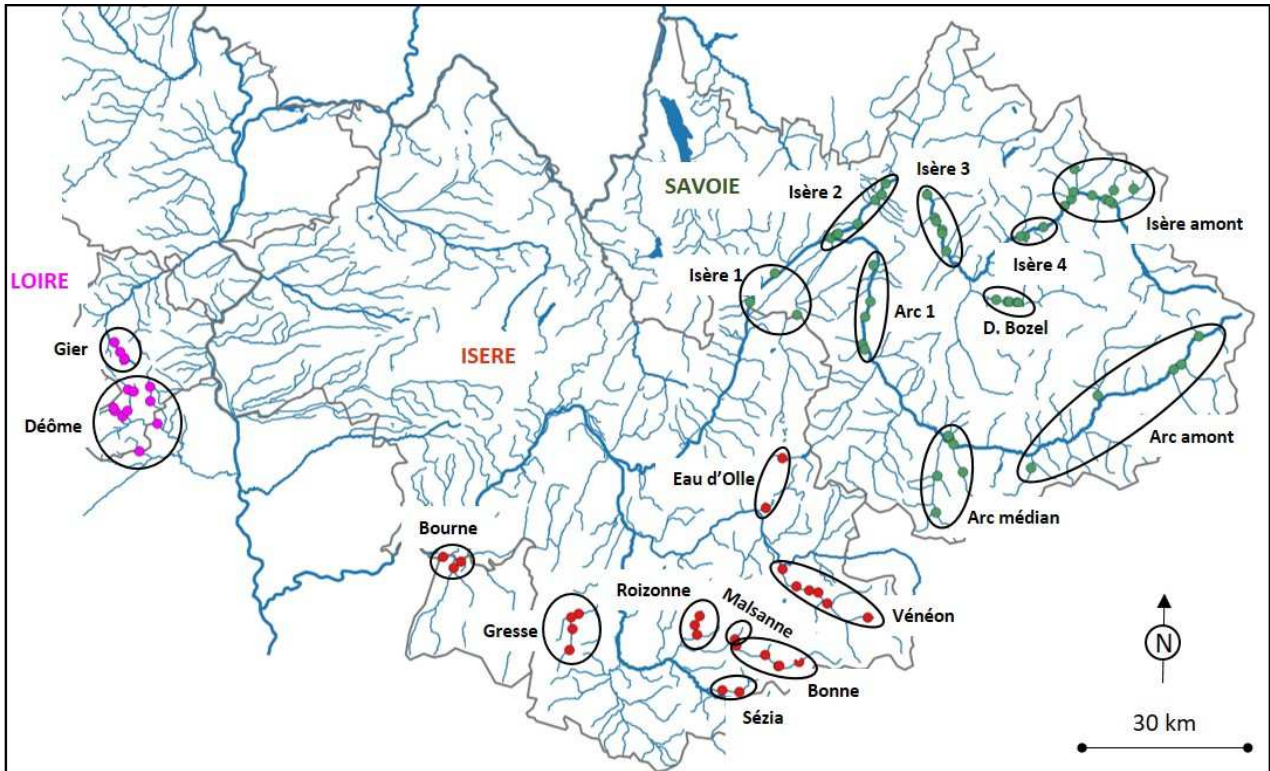 Isère 3
SAVOIE
Isère 2
Isère amont
Isère 4
Isère 1
LOIRE
Arc 1
D. Bozel
Gier
ISERE
Déôme
Arc amont
Eau d’Olle
Arc médian
Bourne
Roizonne
Malsanne
Vénéon
Gresse
N
Bonne
Sézia
30 km